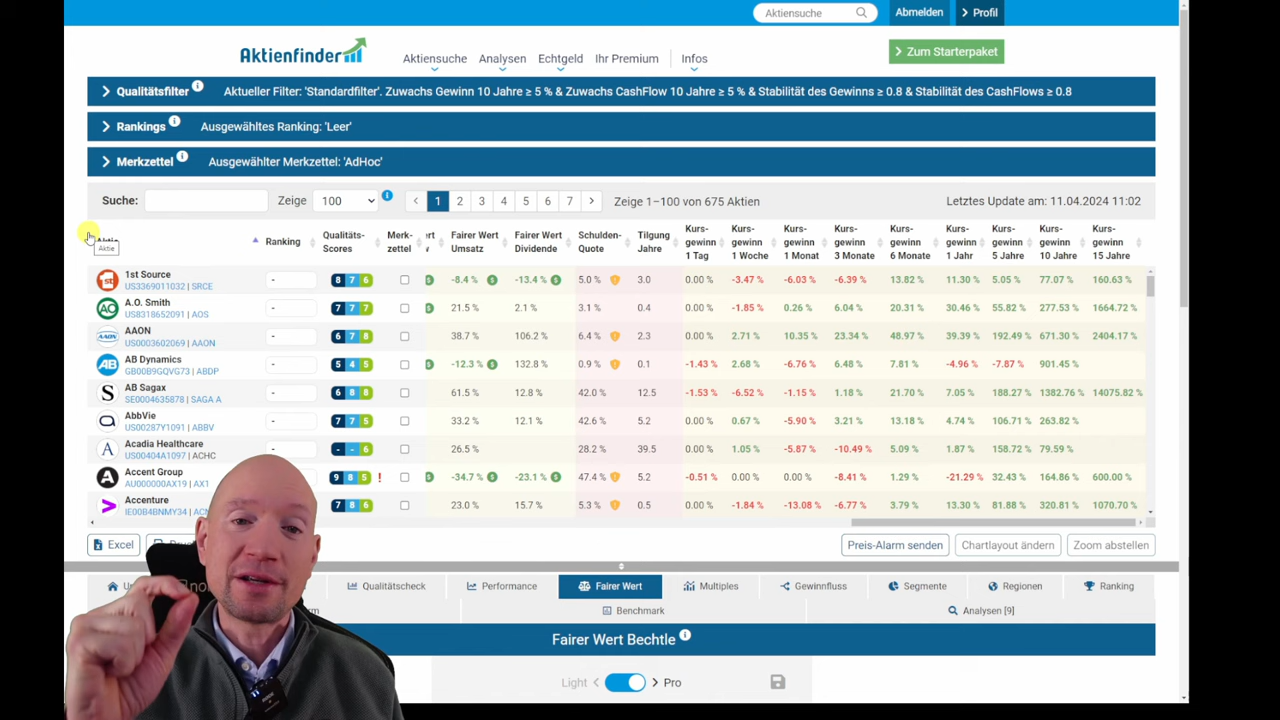 Aktiensuche
Abmelden
Profil
Aktienfinder
Aktiensuche Analysen Echtgeld Ihr Premium Infos
Zum Starterpaket
Qualitätsfilter Aktueller Filter: 'Standardfilter'. Zuwachs Gewinn 10 Jahre ≥ 5 % & Zuwachs CashFlow 10 Jahre ≥ 5 % & Stabilität des Gewinns ≥ 0.8 & Stabilität des CashFlows ≥ 0.8
Rankings Ausgewähltes Ranking: 'Leer'
Merkzettel Ausgewählter Merkzettel: 'AdHoc'
Suche: Zeige 100 1 2 3 4 5 6 7 Zeige 1–100 von 675 Aktien Letztes Update am: 11.04.2024 11:02
Aktie Ranking Qualitäts-Scores Merk-zettel Fairer Wert Umsatz Fairer Wert Dividende Schulden-Quote Tilgung Jahre Kurs-gewinn 1 Tag Kurs-gewinn 1 Woche Kurs-gewinn 1 Monat Kurs-gewinn 3 Monate Kurs-gewinn 6 Monate Kurs-gewinn 1 Jahr Kurs-gewinn 5 Jahre Kurs-gewinn 10 Jahre Kurs-gewinn 15 Jahre
1st Source - 8 7 6 -8.4 % -13.4 % 5.0 % 3.0 0.00 % -3.47 % -6.03 % -6.39 % 13.82 % 11.30 % 5.05 % 77.07 % 160.63 %
US3369011032 | SRCE
A.O. Smith - 7 7 7 21.5 % 2.1 % 3.1 % 0.4 0.00 % -1.85 % 0.26 % 6.04 % 20.31 % 30.46 % 55.82 % 277.53 % 1664.72 %
US8318652091 | AOS
AAON - 6 7 8 38.7 % 106.2 % 6.4 % 2.3 0.00 % 2.71 % 10.35 % 23.34 % 48.97 % 39.39 % 192.49 % 671.30 % 2404.17 %
US0003602069 | AAON
AB Dynamics - 5 4 5 -12.3 % 132.8 % 0.9 % 0.1 -1.43 % 2.68 % -6.76 % 6.48 % 7.81 % -4.96 % -7.87 % 901.45 %
GB00B9GQVG73 | ABDP
AB Sagax - 6 8 8 61.5 % 12.8 % 42.0 % 12.5 -1.53 % -6.52 % -1.15 % 1.18 % 21.70 % 7.05 % 188.27 % 1382.76 % 14075.82 %
SE0004635878 | SAGA A
AbbVie - 7 7 5 33.2 % 12.1 % 42.6 % 5.2 0.00 % 0.67 % -5.90 % 3.21 % 13.18 % 4.74 % 106.71 % 263.82 %
US00287Y1091 | ABBV
Acadia Healthcare - - - 6 26.5 % 28.2 % 39.5 0.00 % 1.05 % -5.87 % -10.49 % 5.09 % 1.87 % 158.72 % 79.59 %
US00404A1097 | ACHC
Accent Group - 9 8 5 ! -34.7 % -23.1 % 47.4 % 5.2 -0.51 % 0.00 % 0.00 % -8.41 % 1.29 % -21.29 % 32.43 % 164.86 % 600.00 %
AU000000AX19 | AX1
Accenture - 7 8 6 23.0 % 15.7 % 5.3 % 0.5 0.00 % -1.84 % -13.08 % -6.77 % 3.79 % 13.30 % 81.88 % 320.81 % 1070.70 %
IE00B4BNMY34 |
Excel Preis-Alarm senden Chartlayout ändern Zoom abstellen
Qualitätscheck Performance Fairer Wert Multiples Gewinnfluss Segmente Regionen Ranking
Benchmark Analysen [9]
Fairer Wert Bechtle
Light Pro